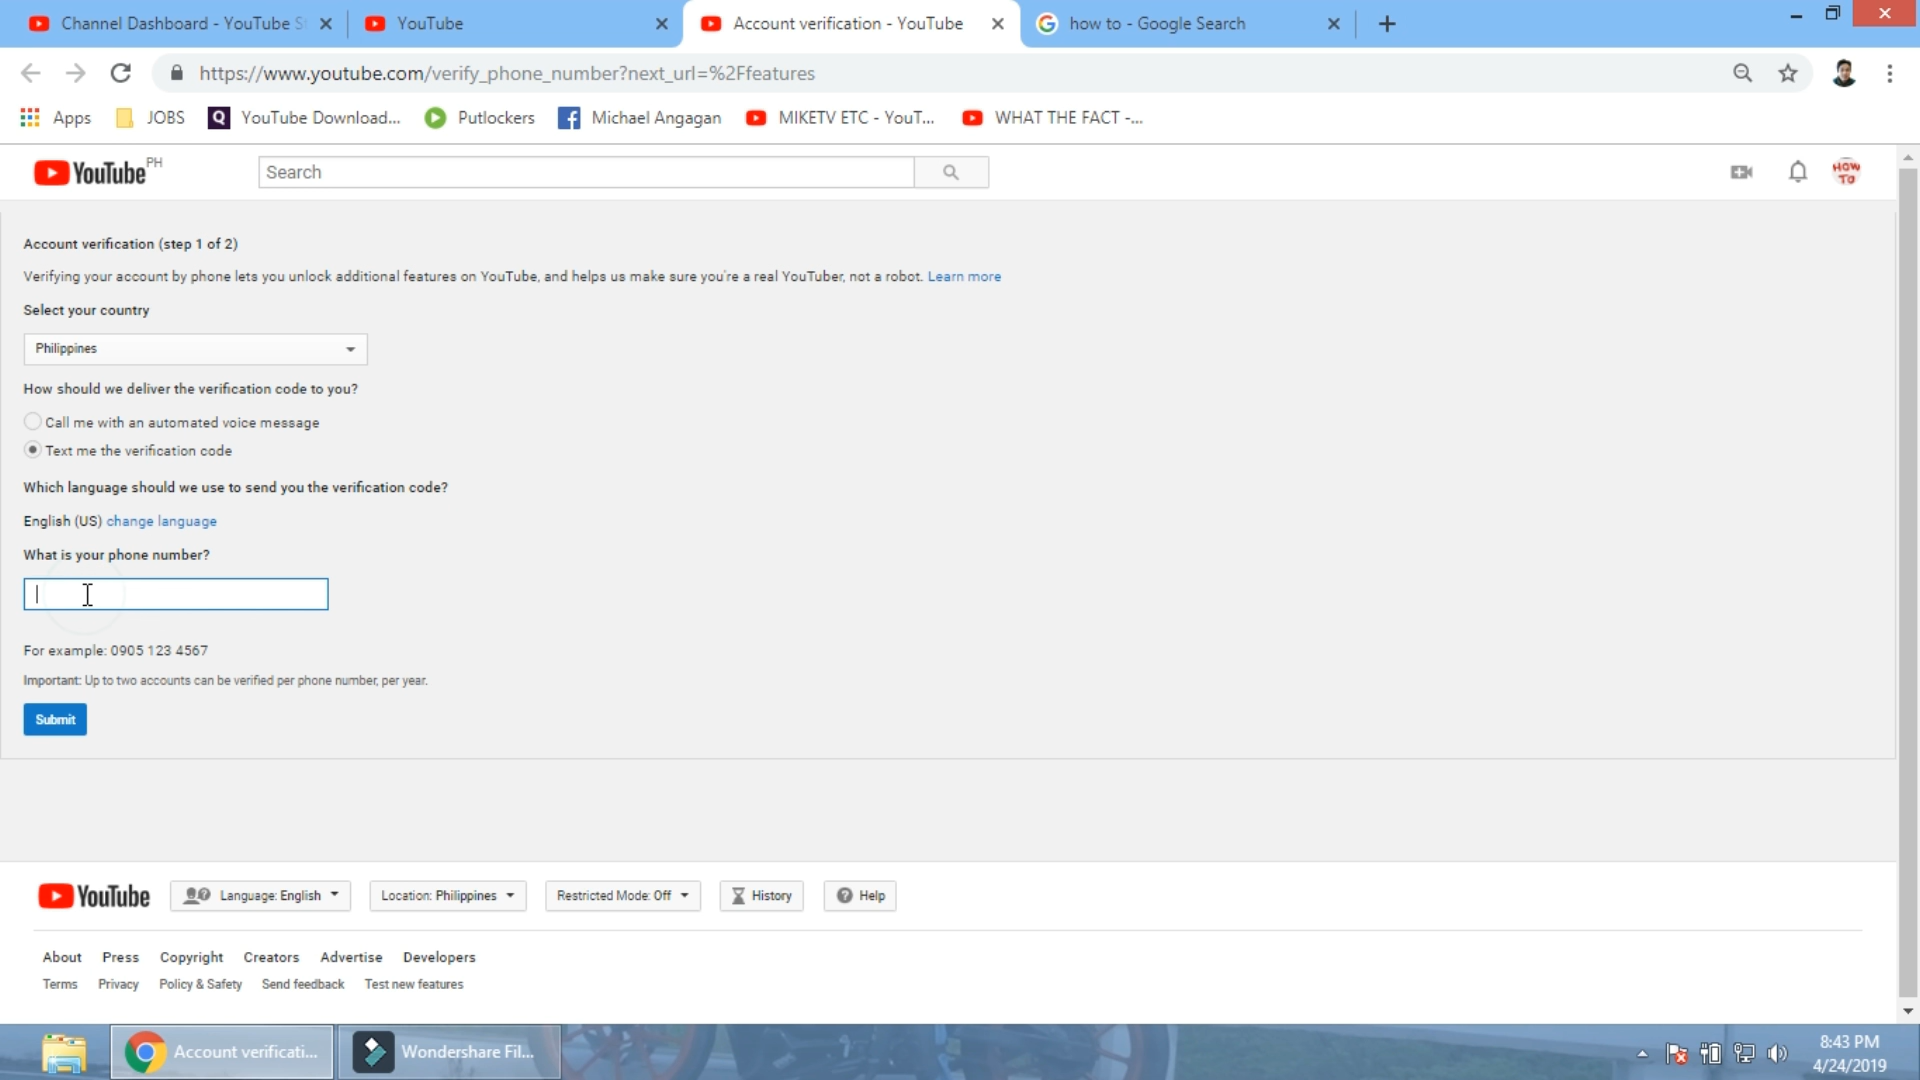 Channel Dashboard - YouTube S
YouTube
Account verification - YouTube
how to - Google Search
https://www.youtube.com/verify_phone_number?next_url=%2Ffeatures
Apps
JOBS
YouTube Download...
Putlockers
Michael Angagan
MIKETV ETC - YouT...
WHAT THE FACT -...
YouTube PH
Search
HOW TO
Account verification (step 1 of 2)
Verifying your account by phone lets you unlock additional features on YouTube, and helps us make sure you're a real YouTuber, not a robot. Learn more
Select your country
Philippines
How should we deliver the verification code to you?
Call me with an automated voice message
Text me the verification code
Which language should we use to send you the verification code?
English (US) change language
What is your phone number?
For example: 0905 123 4567
Important: Up to two accounts can be verified per phone number, per year.
Submit
YouTube
Language: English
Location: Philippines
Restricted Mode: Off
History
Help
About Press Copyright Creators Advertise Developers
Terms Privacy Policy & Safety Send feedback Test new features
Account verificati...
Wondershare Fil...
8:43 PM
4/24/2019